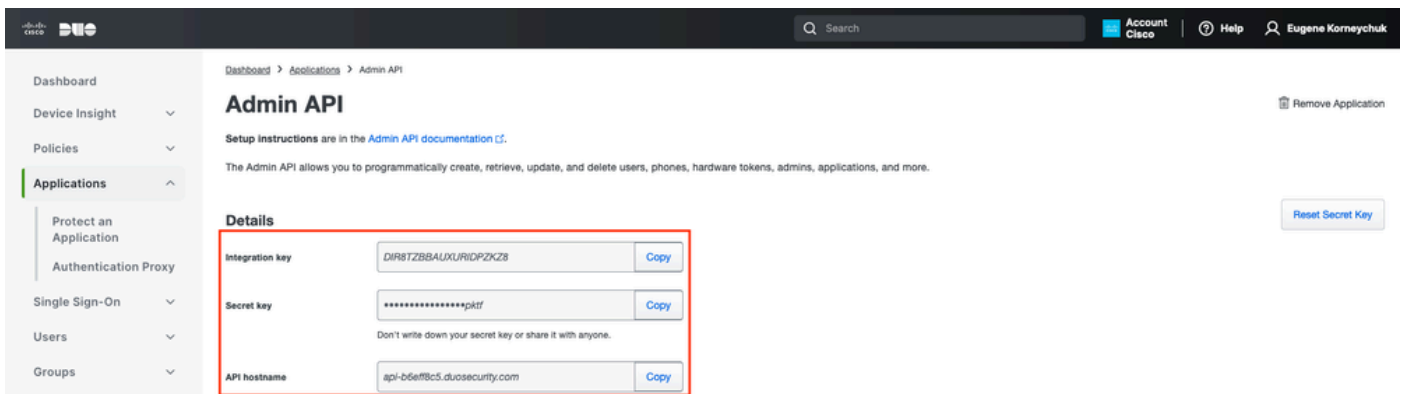 cisco DUO Search Account Cisco Help Eugene Korneychuk
Dashboard
Device Insight
Policies
Applications
Protect an
Application
Authentication Proxy
Single Sign-On
Users
Groups
Dashboard > Applications > Admin API
Admin API
Remove Application
Setup instructions are in the Admin API documentation.
The Admin API allows you to programmatically create, retrieve, update, and delete users, phones, hardware tokens, admins, applications, and more.
Details
Reset Secret Key
Integration key DIR8TZBBAUXURIDPZKZ8 Copy
Secret key ••••••••••••••••pktf Copy
Don't write down your secret key or share it with anyone.
API hostname api-b6eff8c5.duosecurity.com Copy